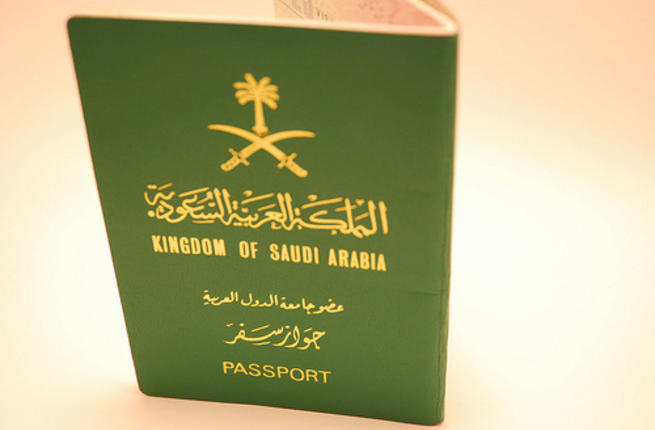 المملكة العربية السعودية
KINGDOM OF SAUDI ARABIA
عضو جامعة الدول العربية
جواز سفر
PASSPORT